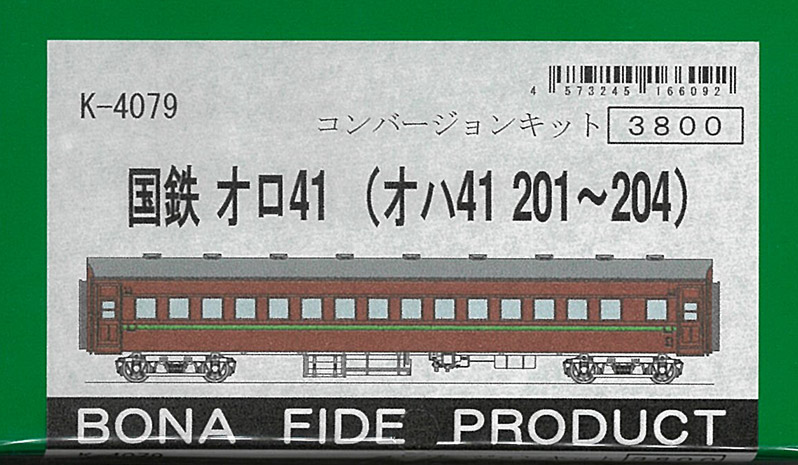 K-4079
4 573245 166092
コンバージョンキット 3800
国鉄 オロ41 （オハ41 201～204）
BONA FIDE PRODUCT
K-4079